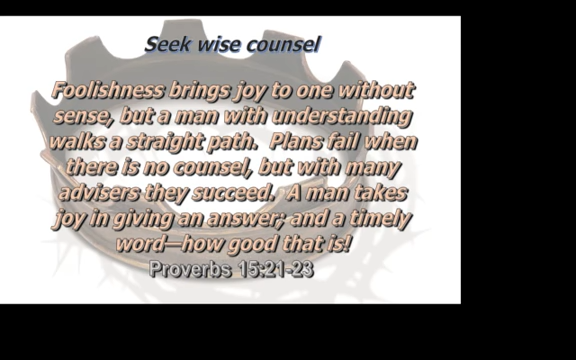 Seek wise counsel
Foolishness brings joy to one without
sense, but a man with understanding
walks a straight path.  Plans fail when
there is no counsel, but with many
advisers they succeed.  A man takes
joy in giving an answer; and a timely
word—how good that is!
Proverbs 15:21-23